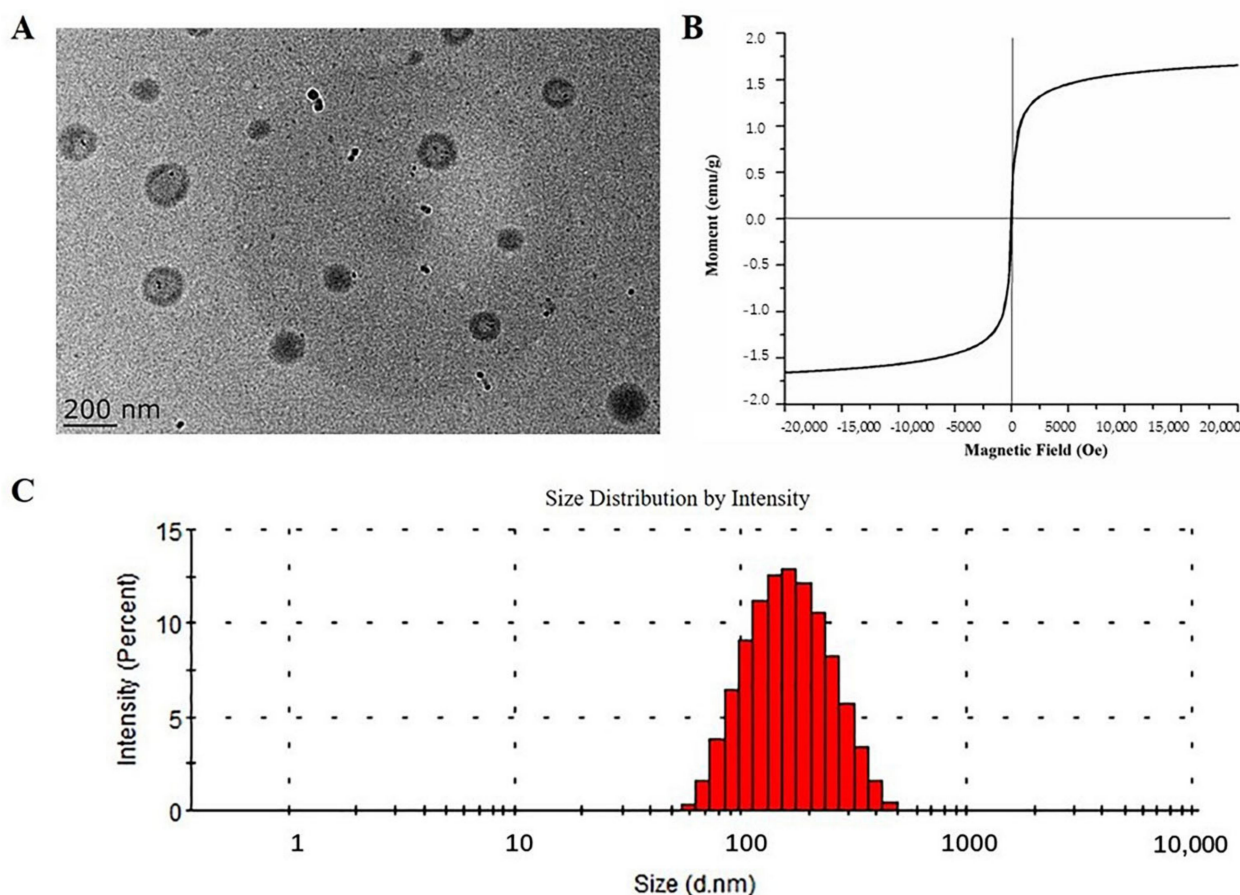 A
200 nm
B
2.0
1.5
1.0
0.5
0.0
-0.5
-1.0
-1.5
-2.0
Moment (emu/g)
-20,000 -15,000 -10,000 -5000 0 5000 10,000 15,000 20,000
Magnetic Field (Oe)
C
Size Distribution by Intensity
15
10
5
0
Intensity (Percent)
1 10 100 1000 10,000
Size (d.nm)